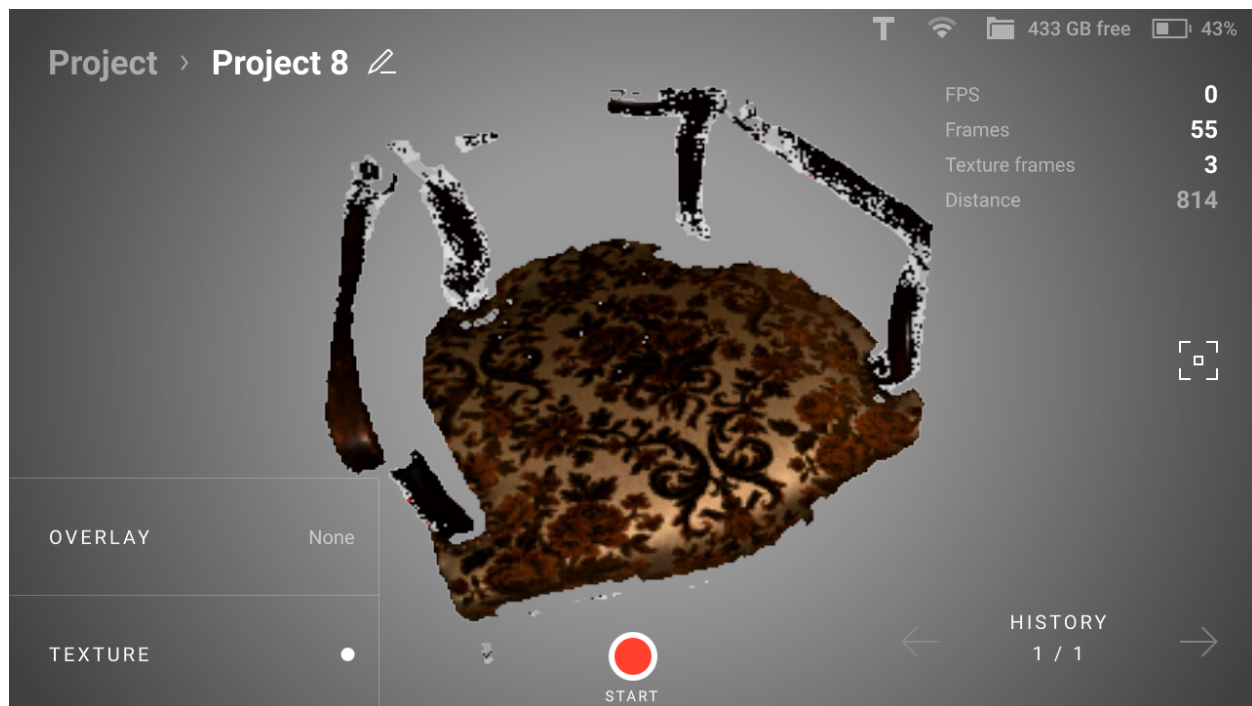 433 GB free
43%
Project › Project 8
FPS 0
Frames 55
Texture frames 3
Distance 814
OVERLAY None
TEXTURE
START
HISTORY
1 / 1